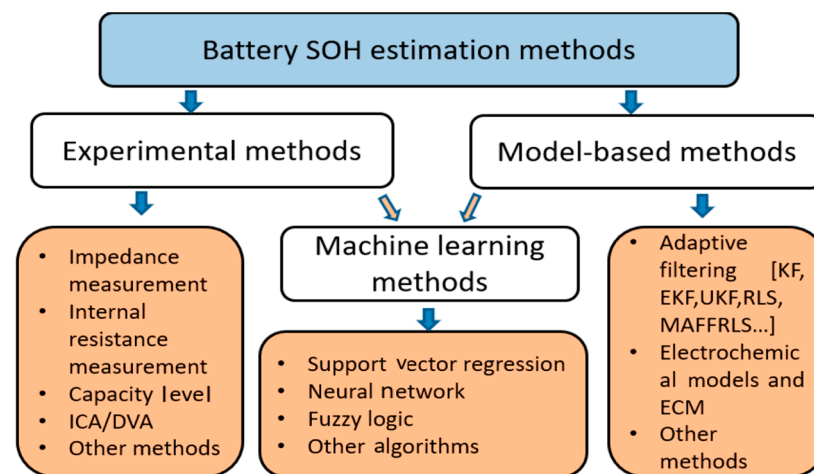 Battery SOH estimation methods
Experimental methods
Model-based methods
Machine learning
methods
• Impedance
measurement
• Internal
resistance
measurement
• Capacity level
• ICA/DVA
• Other methods
• Support vector regression
• Neural network
• Fuzzy logic
• Other algorithms
• Adaptive
filtering [KF,
EKF,UKF,RLS,
MAFFRLS...]
• Electrochemic
al models and
ECM
• Other
methods